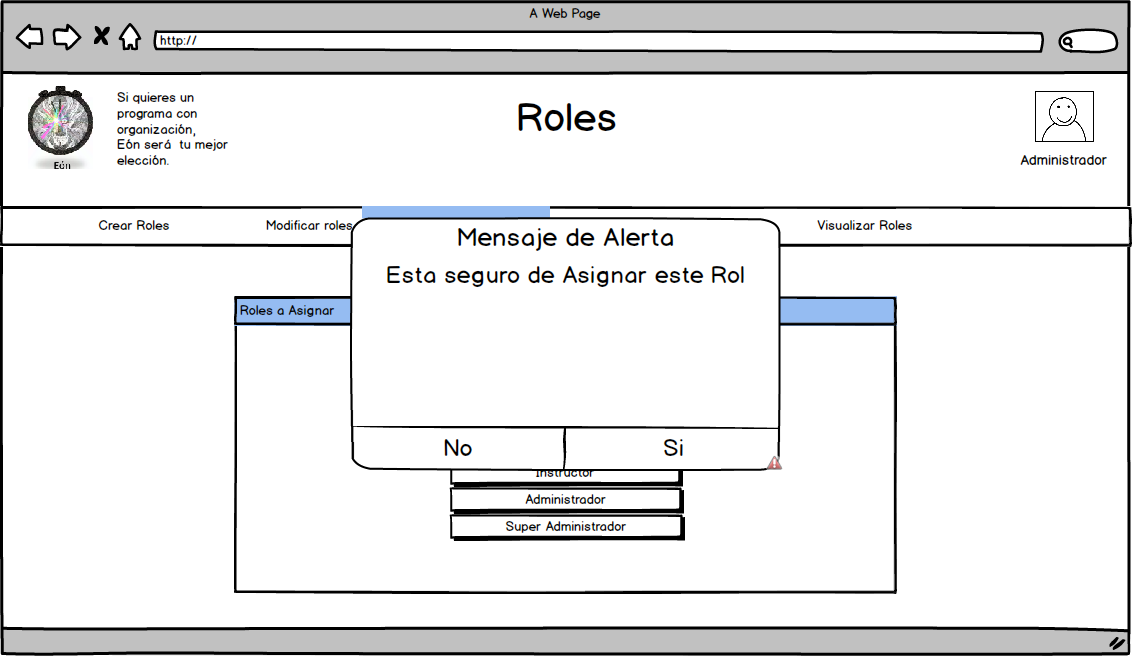 A Web Page
http://
Si quieres un
programa con
organización,
Eón será tu mejor
elección.
Eón
Roles
Administrador
Crear Roles
Modificar roles
Visualizar Roles
Mensaje de Alerta
Esta seguro de Asignar este Rol
Roles a Asignar
No
Si
Instructor
Administrador
Super Administrador